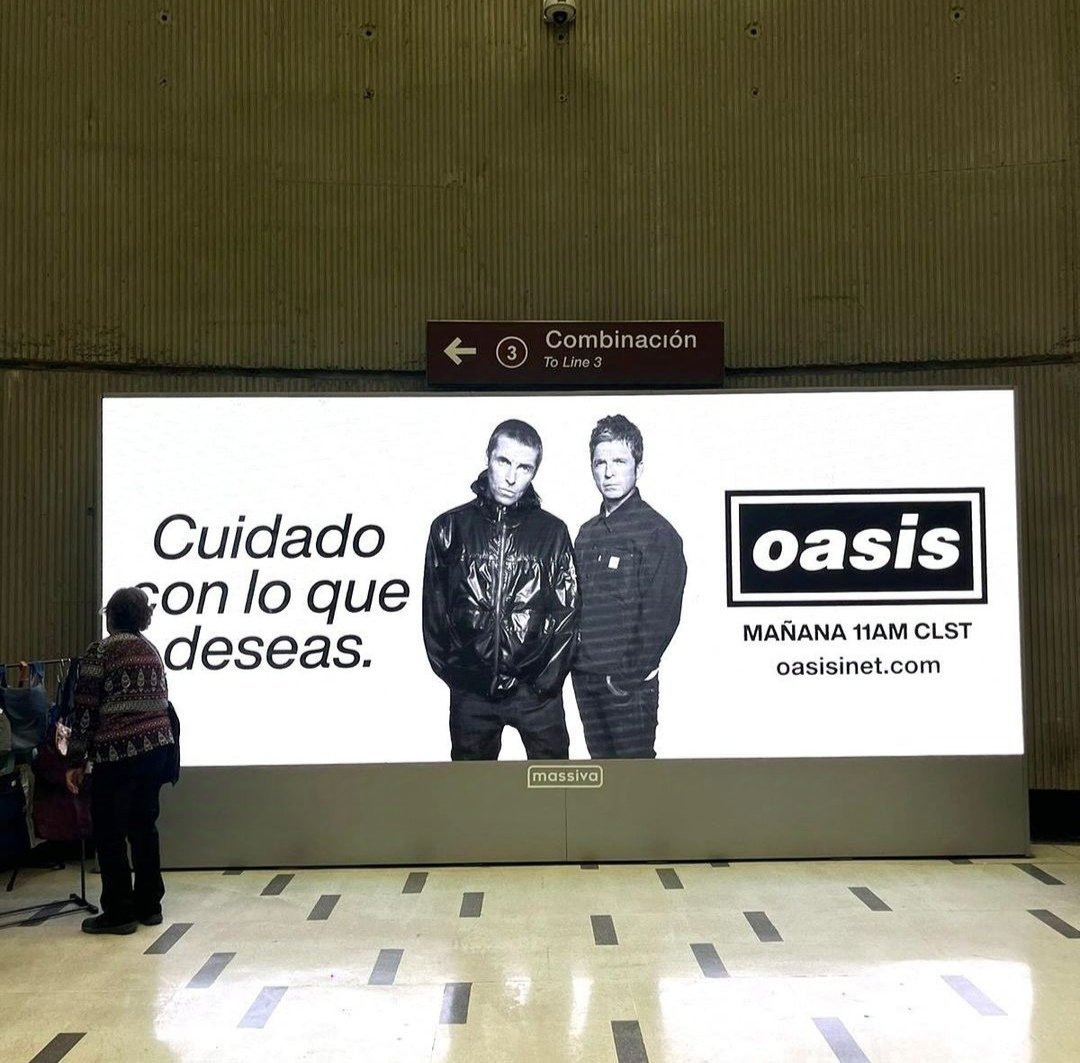 3 Combinación
To Line 3
Cuidado
con lo que
deseas.
oasis
MAÑANA 11AM CLST
oasisinet.com
massiva